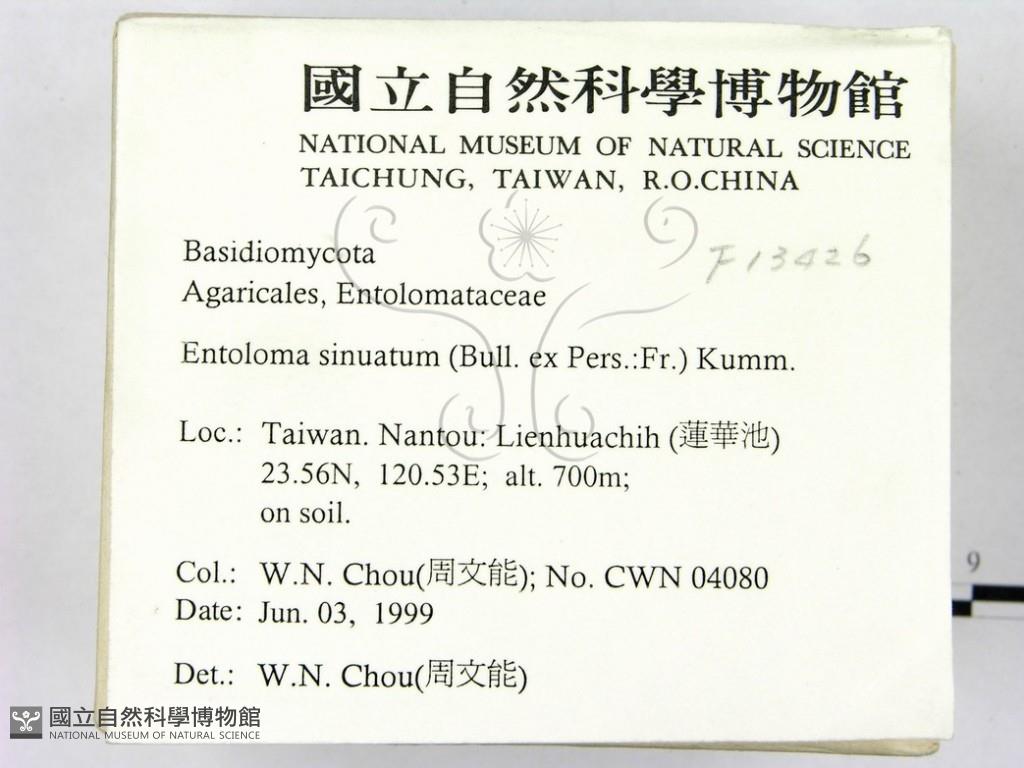 國立自然科學博物館
NATIONAL MUSEUM OF NATURAL SCIENCE
TAICHUNG, TAIWAN, R.O.CHINA
F13426
Basidiomycota
Agaricales, Entolomataceae
Entoloma sinuatum (Bull. ex Pers.:Fr.) Kumm.
Loc.: Taiwan. Nantou: Lienhuachih (蓮華池)
23.56N, 120.53E; alt. 700m;
on soil.
Col.: W.N. Chou(周文能); No. CWN 04080
Date: Jun. 03, 1999
Det.: W.N. Chou(周文能)
9
國立自然科學博物館
NATIONAL MUSEUM OF NATURAL SCIENCE